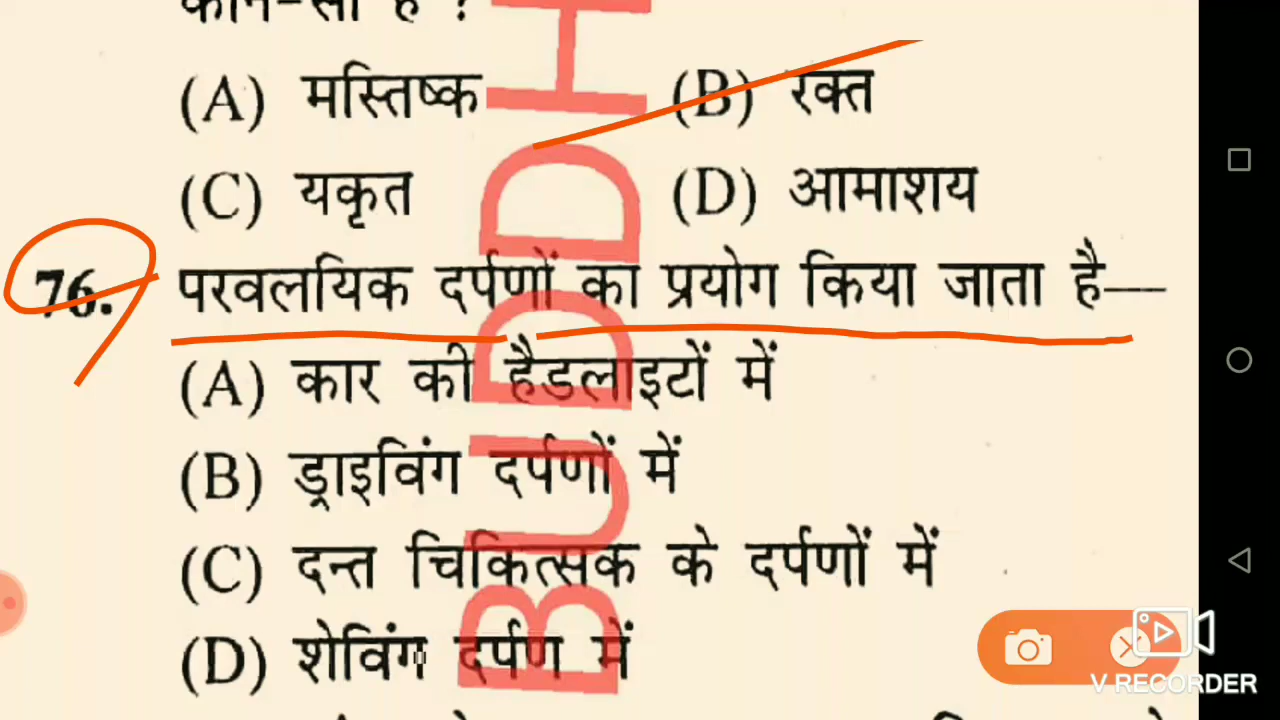 कौन-सी है ?
(A) मस्तिष्क (B) रक्त
(C) यकृत (D) आमाशय
76. परवलयिक दर्पणों का प्रयोग किया जाता है—
(A) कार की हैडलाइटों में
(B) ड्राइविंग दर्पणों में
(C) दन्त चिकित्सक के दर्पणों में
(D) शेविंग दर्पण में
BUDDH
V RECORDER